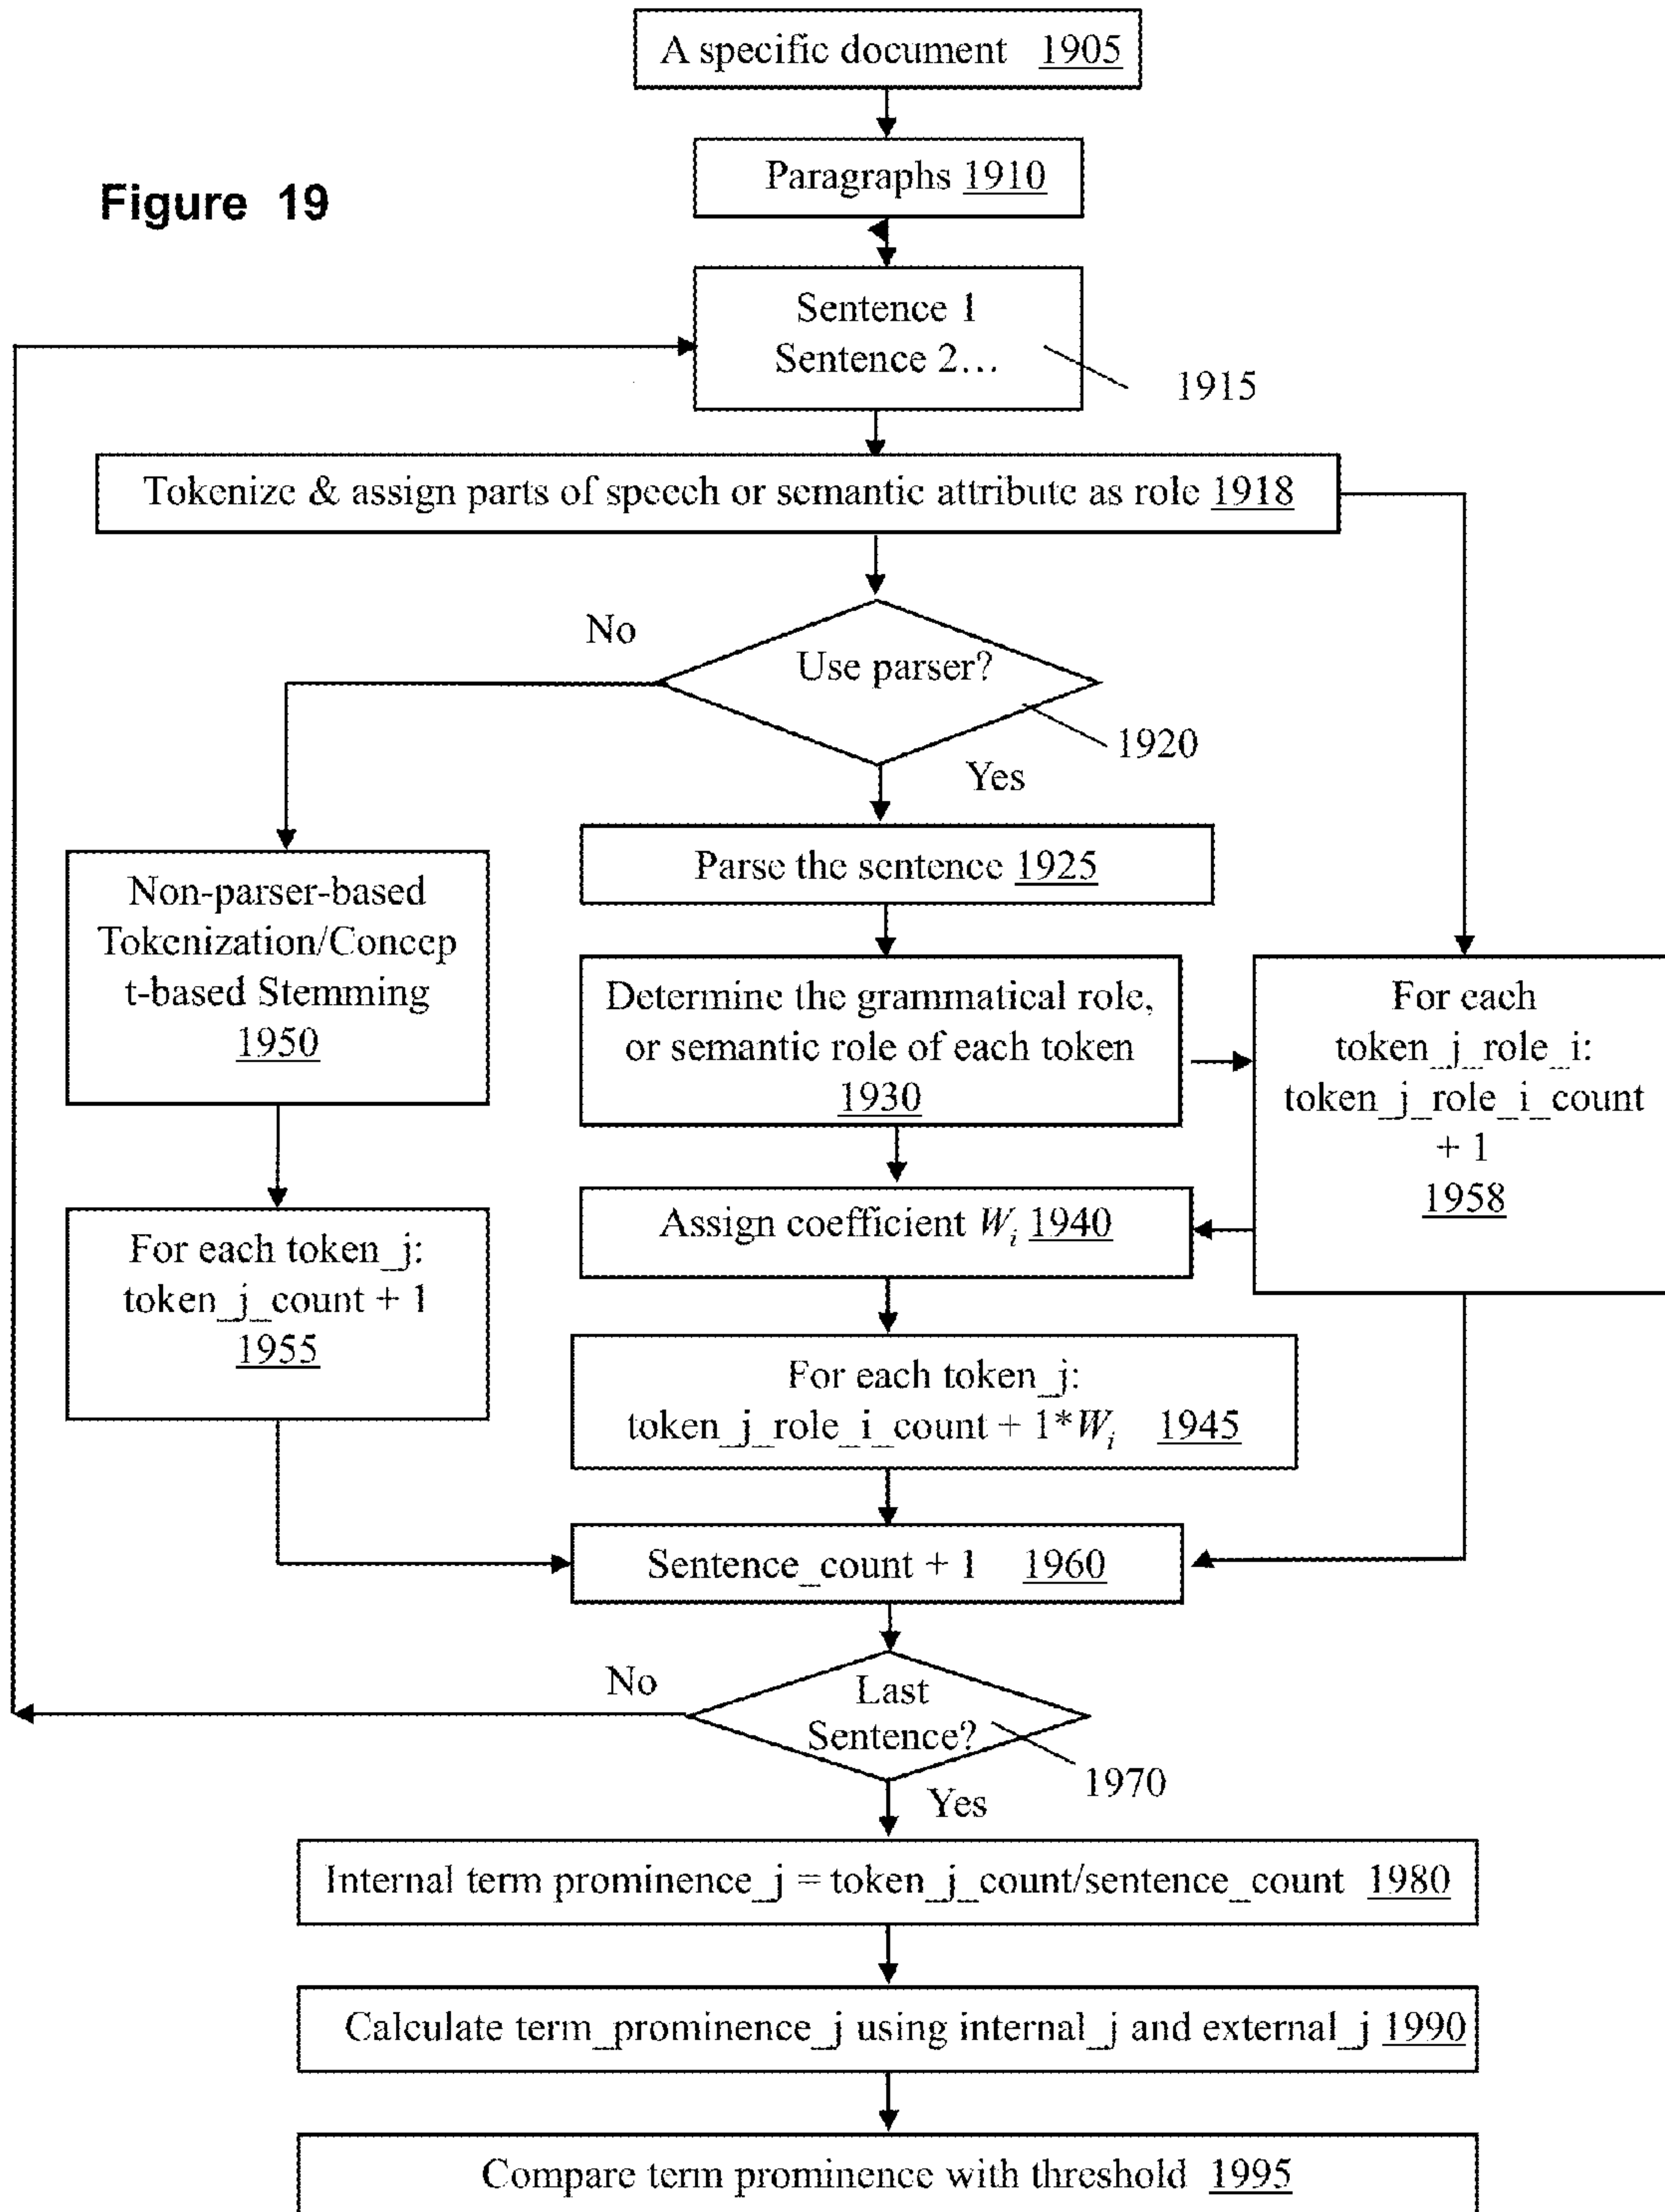 A specific document 1905
Paragraphs 1910
Figure 19
Sentence 1
Sentence 2...
1915
Tokenize & assign parts of speech or semantic attribute as role 1918
No
Use parser?
1920
Yes
Parse the sentence 1925
Non-parser-based
Tokenization/Concep
t-based Stemming
1950
Determine the grammatical role,
or semantic role of each token
1930
For each
token_j_role_i:
token_j_role_i_count
+ 1
1958
Assign coefficient Wi 1940
For each token_j:
token_j_count + 1
1955
For each token_j:
token_j_role_i_count + 1*Wi 1945
Sentence_count + 1 1960
No
Last
Sentence?
1970
Yes
Internal term prominence_j = token_j_count/sentence_count 1980
Calculate term_prominence_j using internal_j and external_j 1990
Compare term prominence with threshold 1995